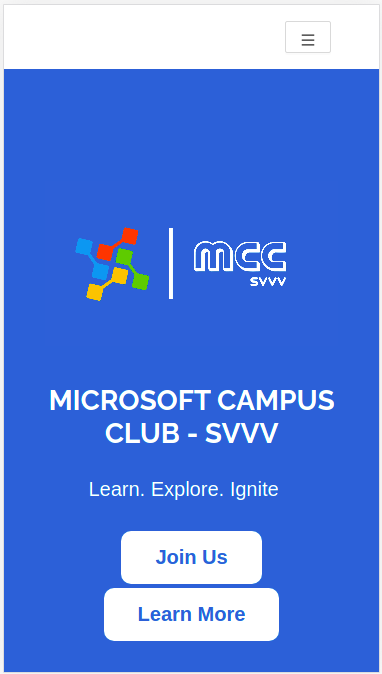 mcc
SVVV
MICROSOFT CAMPUS
CLUB - SVVV
Learn. Explore. Ignite
Join Us
Learn More